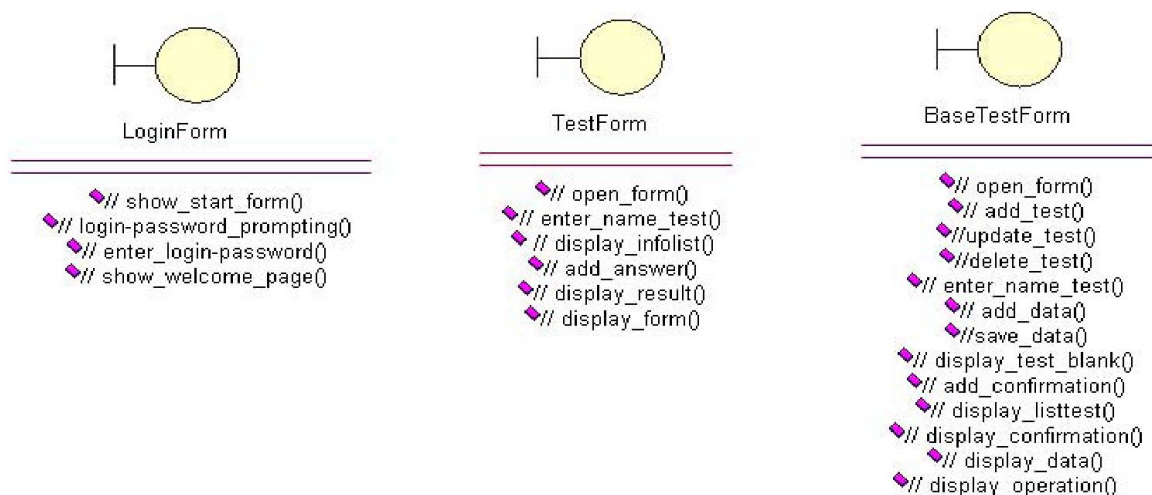 LoginForm
// show_start_form()
// login-password_prompting()
// enter_login-password()
// show_welcome_page()
TestForm
// open_form()
// enter_name_test()
// display_infolist()
// add_answer()
// display_result()
// display_form()
BaseTestForm
// open_form()
// add_test()
//update_test()
//delete_test()
// enter_name_test()
// add_data()
//save_data()
// display_test_blank()
// add_confirmation()
// display_listtest()
// display_confirmation()
// display_data()
// display_operation()